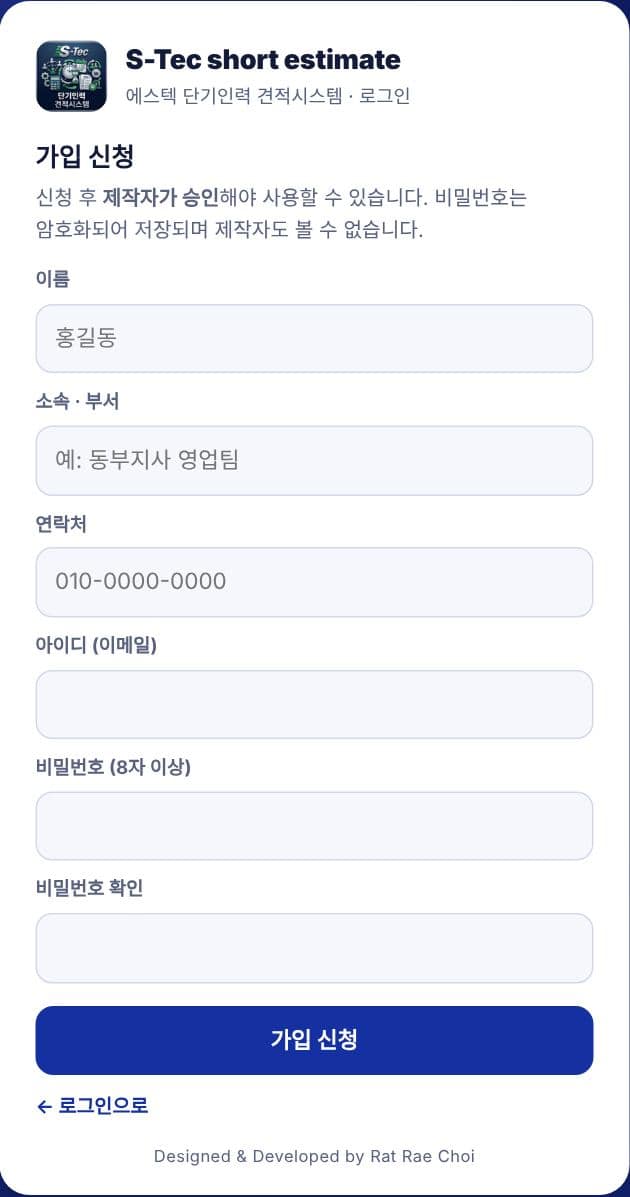 S-Tec
단기인력
견적시스템
S-Tec short estimate
에스텍 단기인력 견적시스템 · 로그인
가입 신청
신청 후 제작자가 승인해야 사용할 수 있습니다. 비밀번호는
암호화되어 저장되며 제작자도 볼 수 없습니다.
이름
홍길동
소속 · 부서
예: 동부지사 영업팀
연락처
010-0000-0000
아이디 (이메일)
비밀번호 (8자 이상)
비밀번호 확인
가입 신청
← 로그인으로
Designed & Developed by Rat Rae Choi